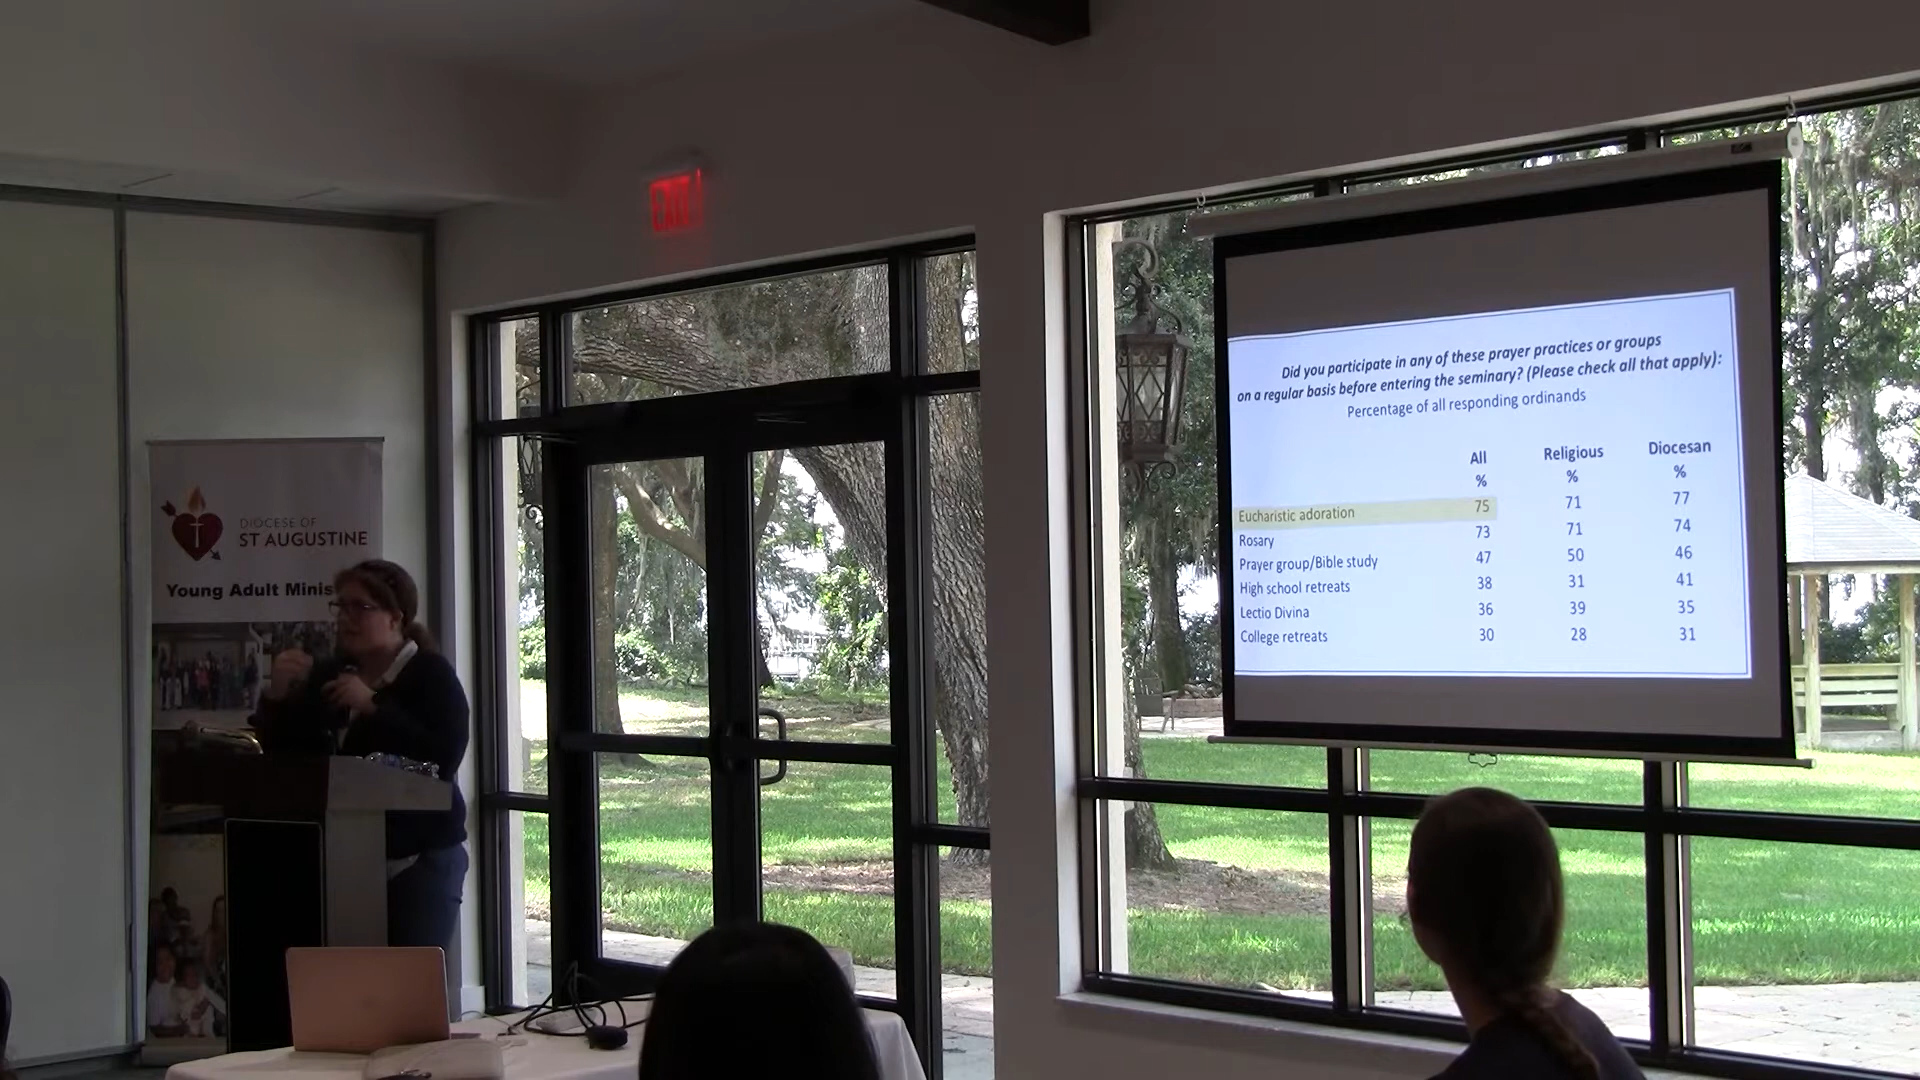 EXIT
DIOCESE OF
ST AUGUSTINE
Young Adult Minis
Did you participate in any of these prayer practices or groups
on a regular basis before entering the seminary? (Please check all that apply):
Percentage of all responding ordinands
All Religious Diocesan
% % %
Eucharistic adoration 75 71 77
Rosary 73 71 74
Prayer group/Bible study 47 50 46
High school retreats 38 31 41
Lectio Divina 36 39 35
College retreats 30 28 31